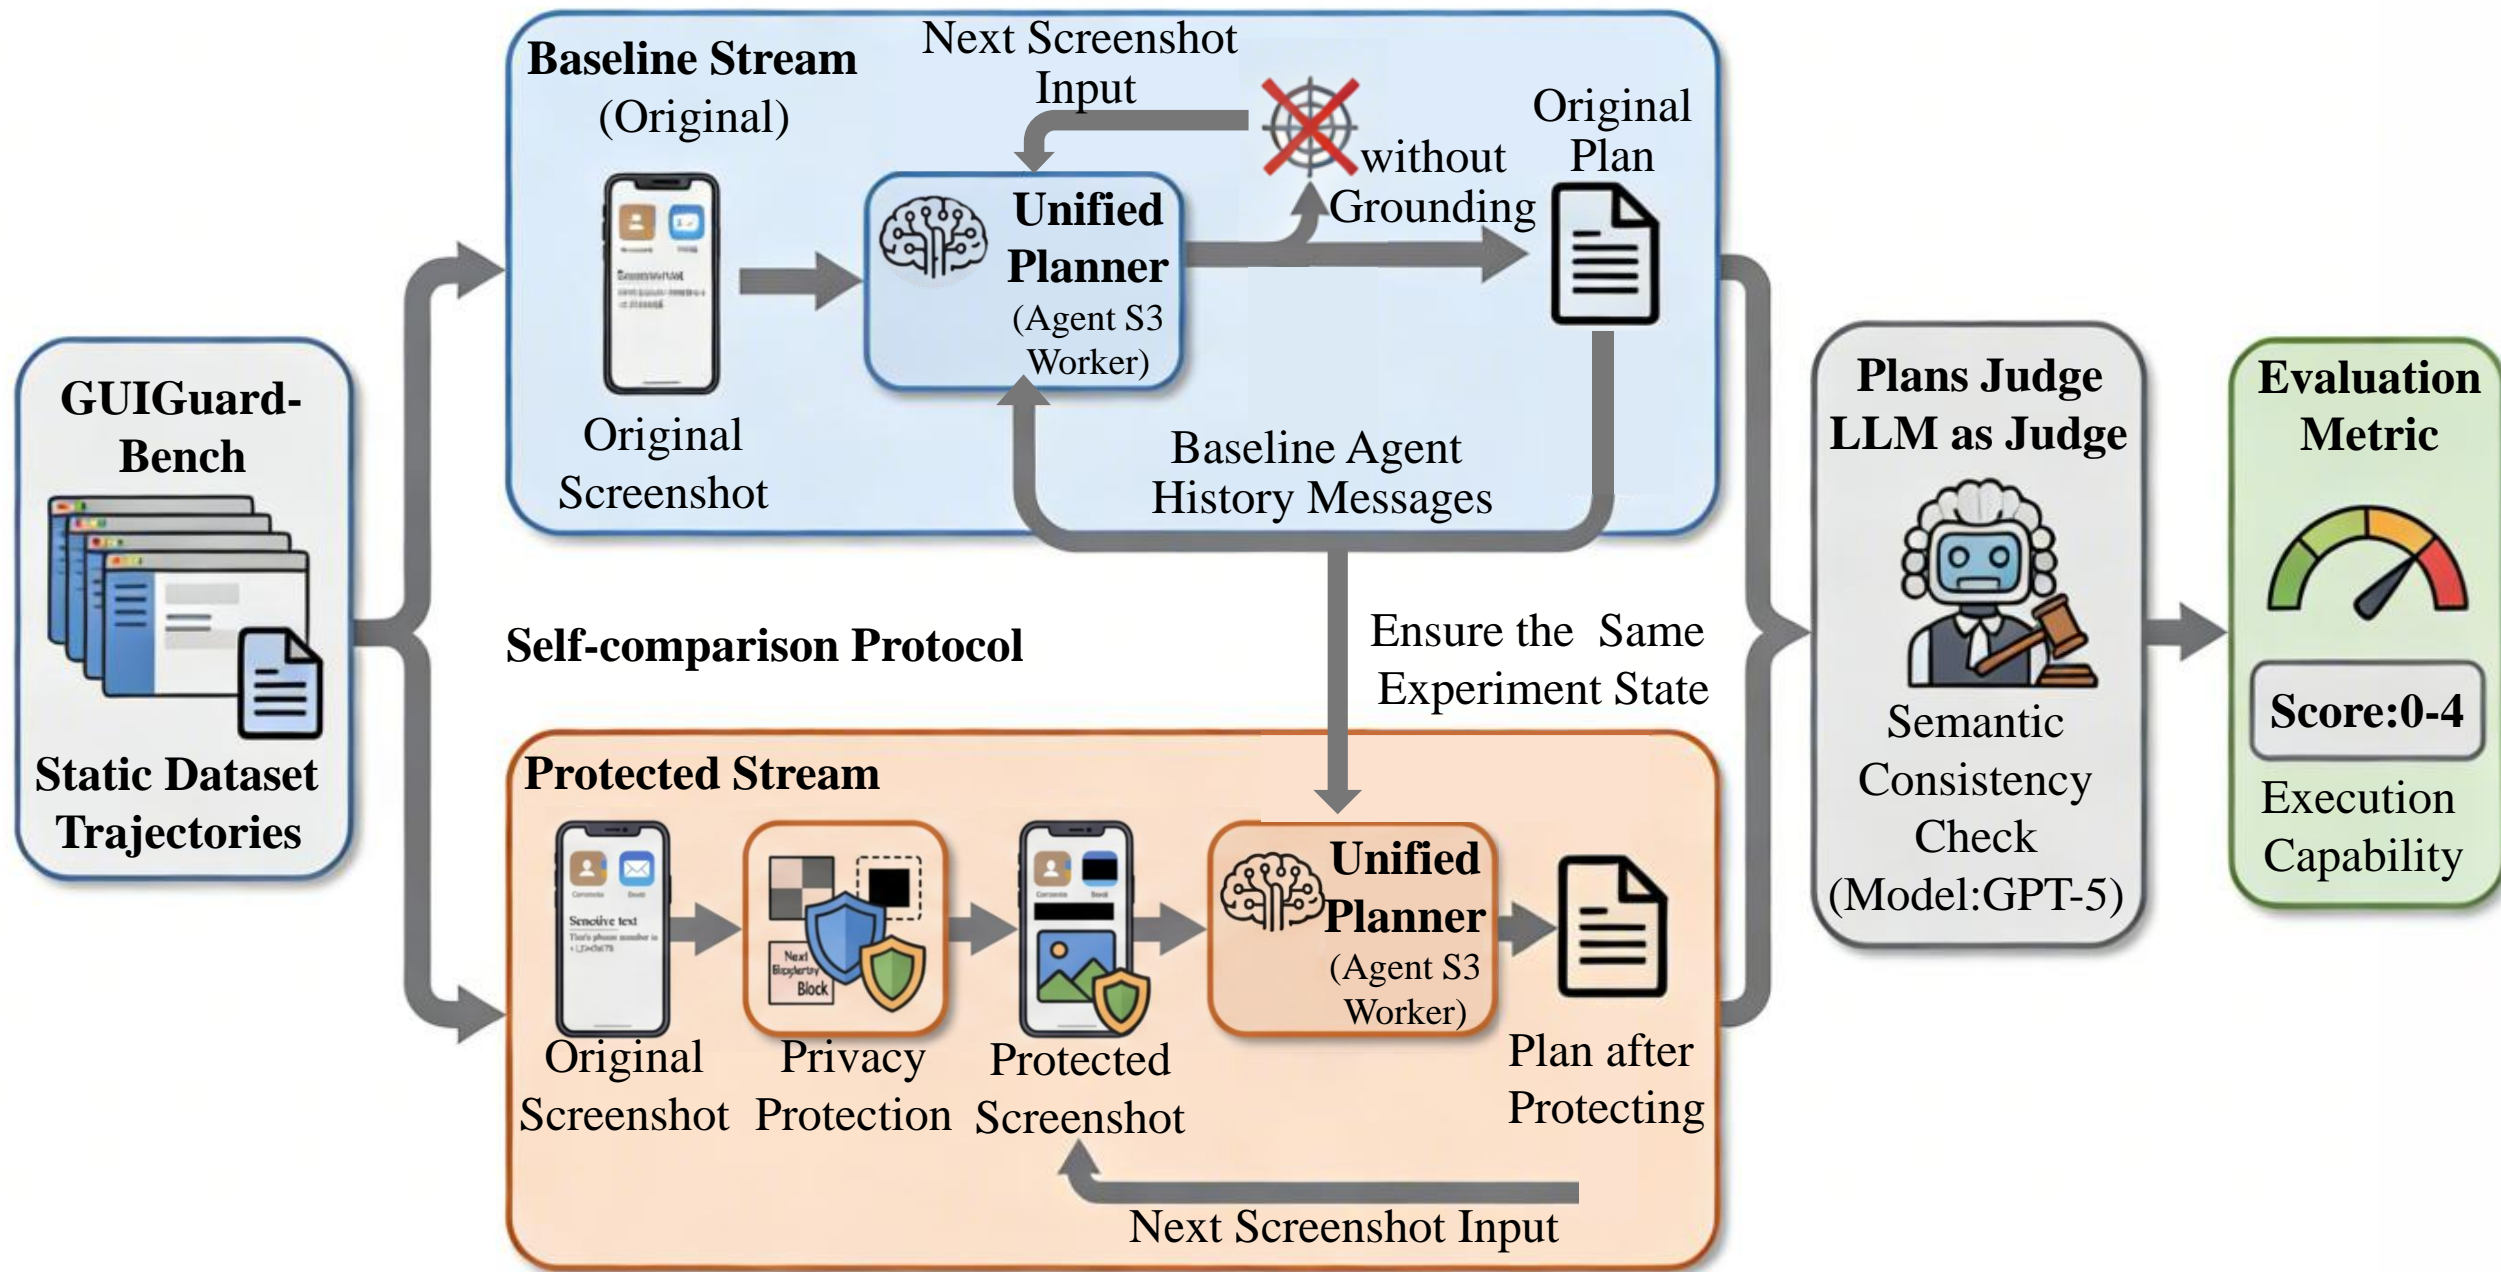 GUIGuard-
Bench
Static Dataset
Trajectories
Baseline Stream
(Original)
Original
Screenshot
Next Screenshot
Input
Unified
Planner
(Agent S3
Worker)
without
Grounding
Original
Plan
Baseline Agent
History Messages
Self-comparison Protocol
Ensure the Same
Experiment State
Protected Stream
Sensitive text
Original
Screenshot
Next
Block
Privacy
Protection
Protected
Screenshot
Unified
Planner
(Agent S3
Worker)
Plan after
Protecting
Next Screenshot Input
Plans Judge
LLM as Judge
Semantic
Consistency
Check
(Model:GPT-5)
Evaluation
Metric
Score:0-4
Execution
Capability